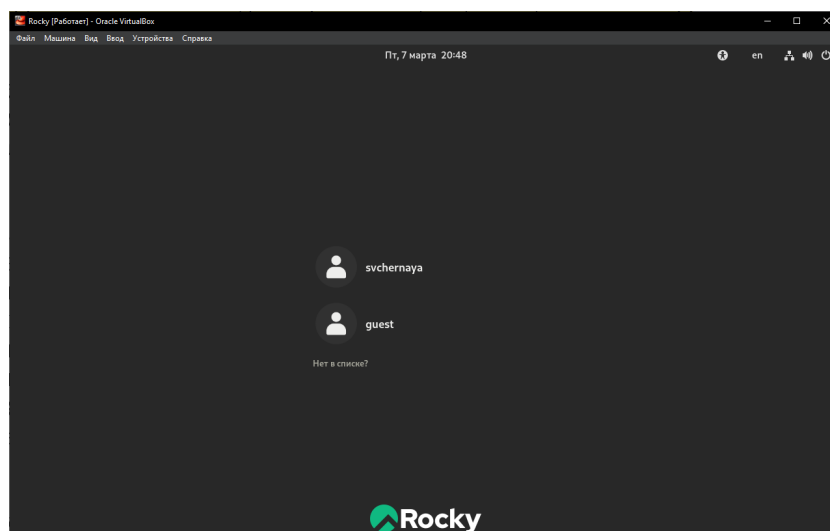 Rocky [Работает] - Oracle VirtualBox
Файл Машина Вид Ввод Устройства Справка
Пт, 7 марта 20:48
en
svchernaya
guest
Нет в списке?
Rocky